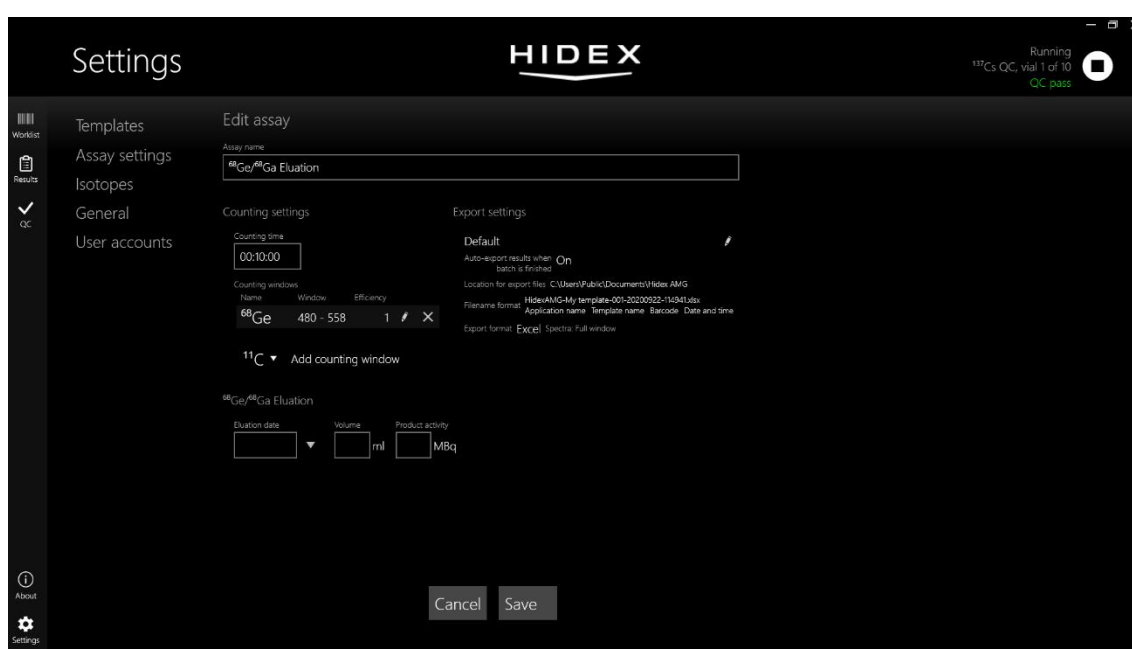 Settings
HIDEX
Running
¹³⁷Cs QC, vial 1 of 10
QC pass
Worklist
Results
QC
About
Settings
Templates
Assay settings
Isotopes
General
User accounts
Edit assay
Assay name
⁶⁸Ge/⁶⁸Ga Eluation
Counting settings
Counting time
00:10:00
Counting windows
Name Window Efficiency
⁶⁸Ge 480 - 558 1
¹¹C Add counting window
Export settings
Default
Auto-export results when On
batch is finished
Location for export files C:\Users\Public\Documents\Hidex AMG
Filename format HidexAMG-My template-001-20200922-114941.xlsx
Application name Template name Barcode Date and time
Export format Excel Spectra: Full window
⁶⁸Ge/⁶⁸Ga Eluation
Eluation date Volume Product activity
ml MBq
Cancel Save